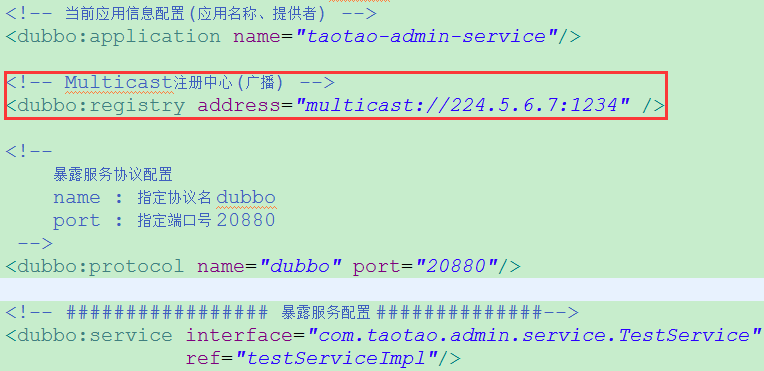 <!-- 当前应用信息配置(应用名称、提供者) -->
<dubbo:application name="taotao-admin-service"/>
<!-- Multicast注册中心(广播) -->
<dubbo:registry address="multicast://224.5.6.7:1234" />
<!--
暴露服务协议配置
name : 指定协议名dubbo
port : 指定端口号20880
-->
<dubbo:protocol name="dubbo" port="20880"/>
<!-- ################# 暴露服务配置##############-->
<dubbo:service interface="com.taotao.admin.service.TestService"
ref="testServiceImpl"/>